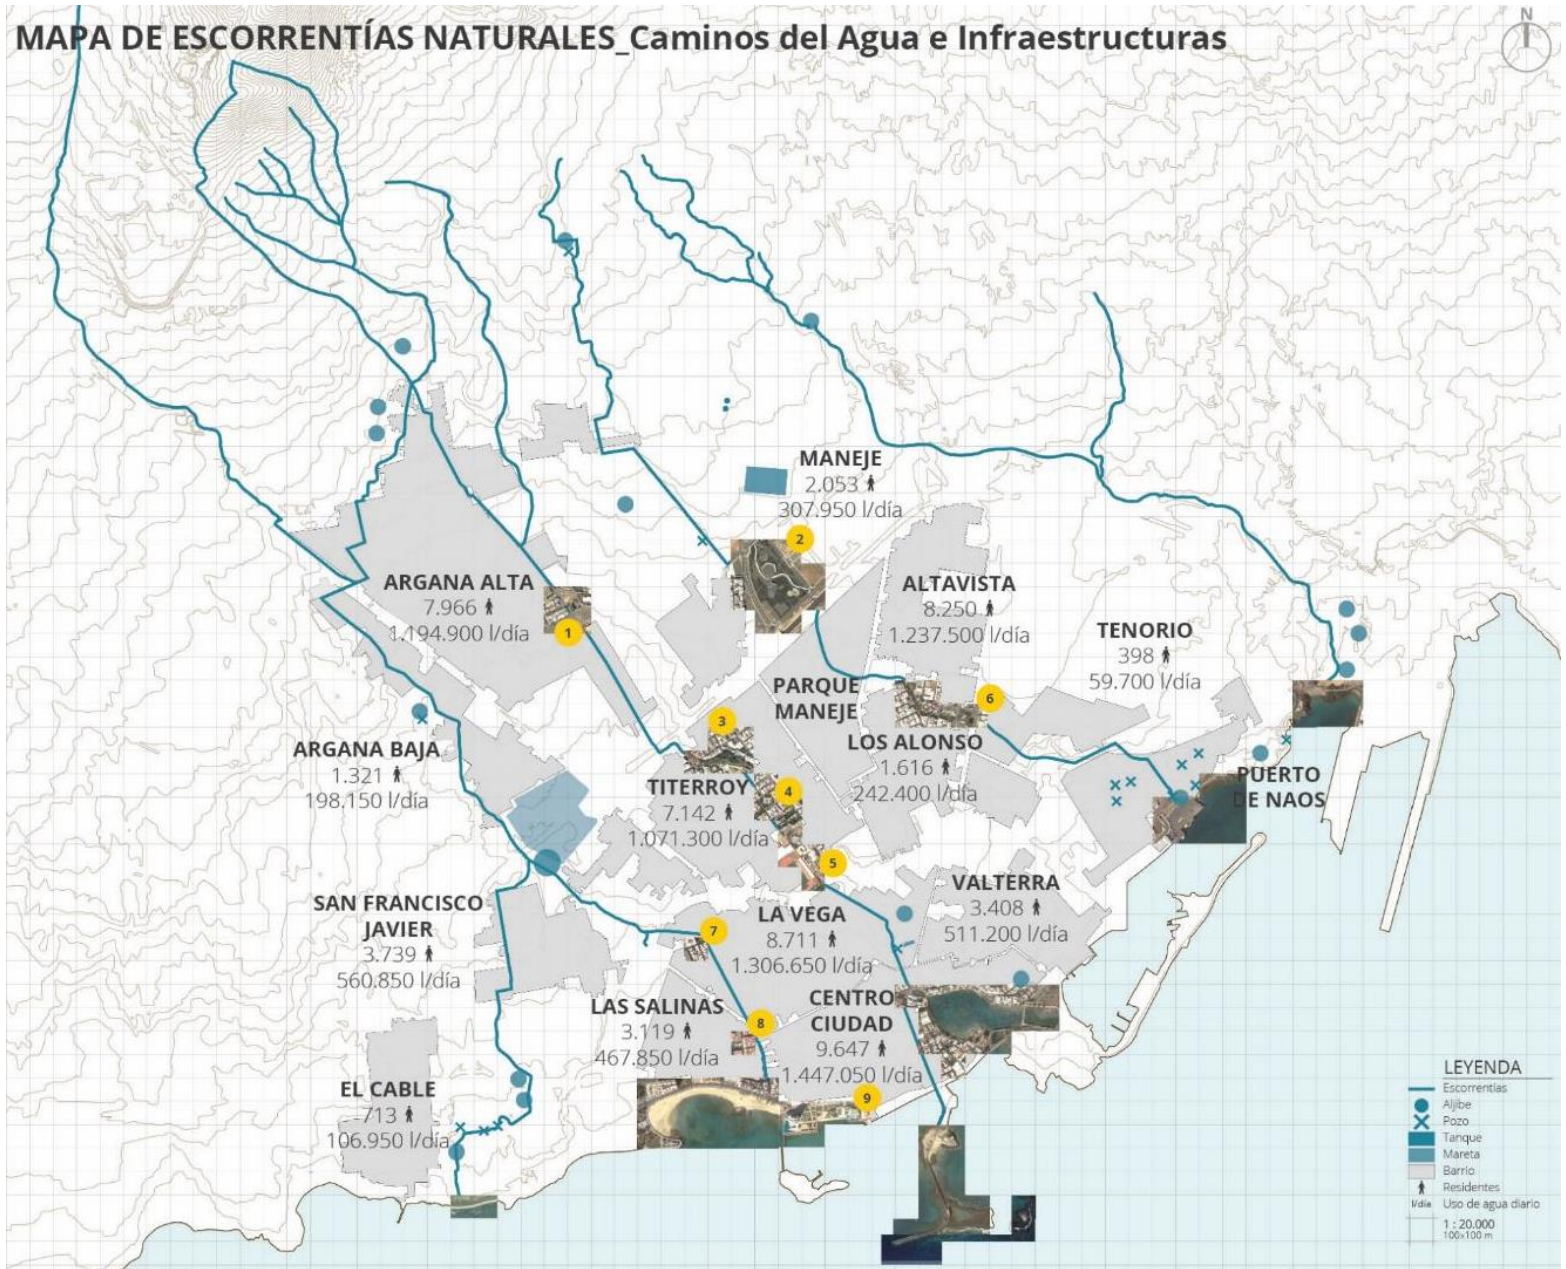 MAPA DE ESCORRENTÍAS NATURALES_Caminos del Agua e Infraestructuras
N
MANEJE
2.053
307.950 l/día
2
ARGANA ALTA
7.966
1.194.900 l/día
1
ALTAVISTA
8.250
1.237.500 l/día
TENORIO
398
59.700 l/día
PARQUE
MANEJE
6
3
LOS ALONSO
1.616
242.400 l/día
ARGANA BAJA
1.321
198.150 l/día
TITERROY
7.142
1.071.300 l/día
4
PUERTO
DE NAOS
5
VALTERRA
3.408
511.200 l/día
SAN FRANCISCO
JAVIER
3.739
560.850 l/día
7
LA VEGA
8.711
1.306.650 l/día
LAS SALINAS
3.119
467.850 l/día
8
CENTRO
CIUDAD
9.647
1.447.050 l/día
9
EL CABLE
713
106.950 l/día
LEYENDA
Escorrentías
Aljibe
Pozo
Tanque
Mareta
Barrio
Residentes
l/día Uso de agua diario
1 : 20.000
100x100 m